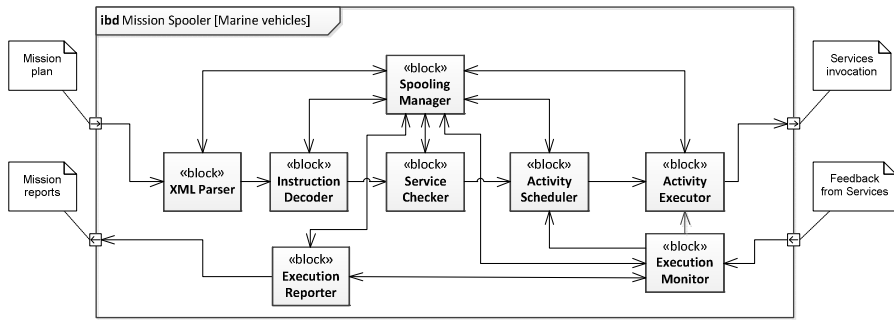 ibd Mission Spooler [Marine vehicles]
Mission
plan
Services
invocation
«block»
Spooling
Manager
Mission
reports
«block»
XML Parser
«block»
Instruction
Decoder
«block»
Service
Checker
«block»
Activity
Scheduler
«block»
Activity
Executor
Feedback
from Services
«block»
Execution
Reporter
«block»
Execution
Monitor